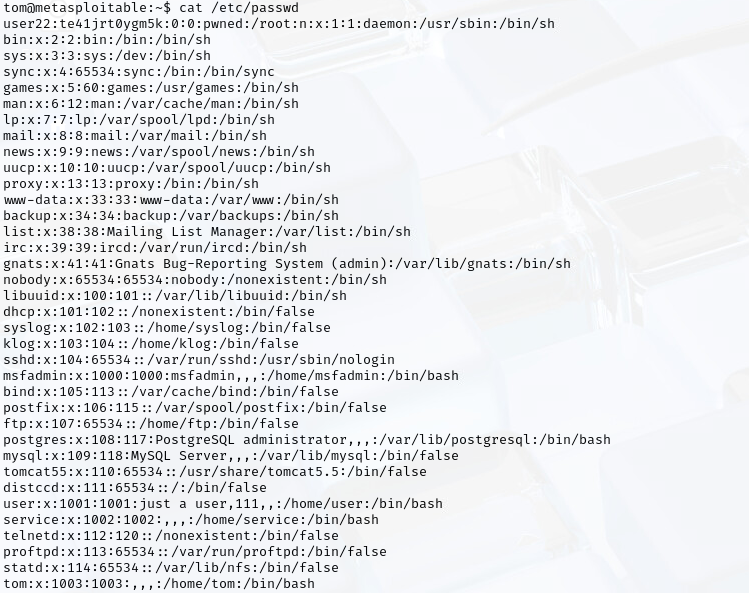 tom@metasploitable:~$ cat /etc/passwd
user22:te41jrt0ygm5k:0:0:pwned:/root:n:x:1:1:daemon:/usr/sbin:/bin/sh
bin:x:2:2:bin:/bin:/bin/sh
sys:x:3:3:sys:/dev:/bin/sh
sync:x:4:65534:sync:/bin:/bin/sync
games:x:5:60:games:/usr/games:/bin/sh
man:x:6:12:man:/var/cache/man:/bin/sh
lp:x:7:7:lp:/var/spool/lpd:/bin/sh
mail:x:8:8:mail:/var/mail:/bin/sh
news:x:9:9:news:/var/spool/news:/bin/sh
uucp:x:10:10:uucp:/var/spool/uucp:/bin/sh
proxy:x:13:13:proxy:/bin:/bin/sh
www-data:x:33:33:www-data:/var/www:/bin/sh
backup:x:34:34:backup:/var/backups:/bin/sh
list:x:38:38:Mailing List Manager:/var/list:/bin/sh
irc:x:39:39:ircd:/var/run/ircd:/bin/sh
gnats:x:41:41:Gnats Bug-Reporting System (admin):/var/lib/gnats:/bin/sh
nobody:x:65534:65534:nobody:/nonexistent:/bin/sh
libuuid:x:100:101::/var/lib/libuuid:/bin/sh
dhcp:x:101:102::/nonexistent:/bin/false
syslog:x:102:103::/home/syslog:/bin/false
klog:x:103:104::/home/klog:/bin/false
sshd:x:104:65534::/var/run/sshd:/usr/sbin/nologin
msfadmin:x:1000:1000:msfadmin,,,:/home/msfadmin:/bin/bash
bind:x:105:113::/var/cache/bind:/bin/false
postfix:x:106:115::/var/spool/postfix:/bin/false
ftp:x:107:65534::/home/ftp:/bin/false
postgres:x:108:117:PostgreSQL administrator,,,:/var/lib/postgresql:/bin/bash
mysql:x:109:118:MySQL Server,,,:/var/lib/mysql:/bin/false
tomcat55:x:110:65534::/usr/share/tomcat5.5:/bin/false
distccd:x:111:65534::/:/bin/false
user:x:1001:1001:just a user,111,,:/home/user:/bin/bash
service:x:1002:1002:,,,:/home/service:/bin/bash
telnetd:x:112:120::/nonexistent:/bin/false
proftpd:x:113:65534::/var/run/proftpd:/bin/false
statd:x:114:65534::/var/lib/nfs:/bin/false
tom:x:1003:1003:,,,:/home/tom:/bin/bash